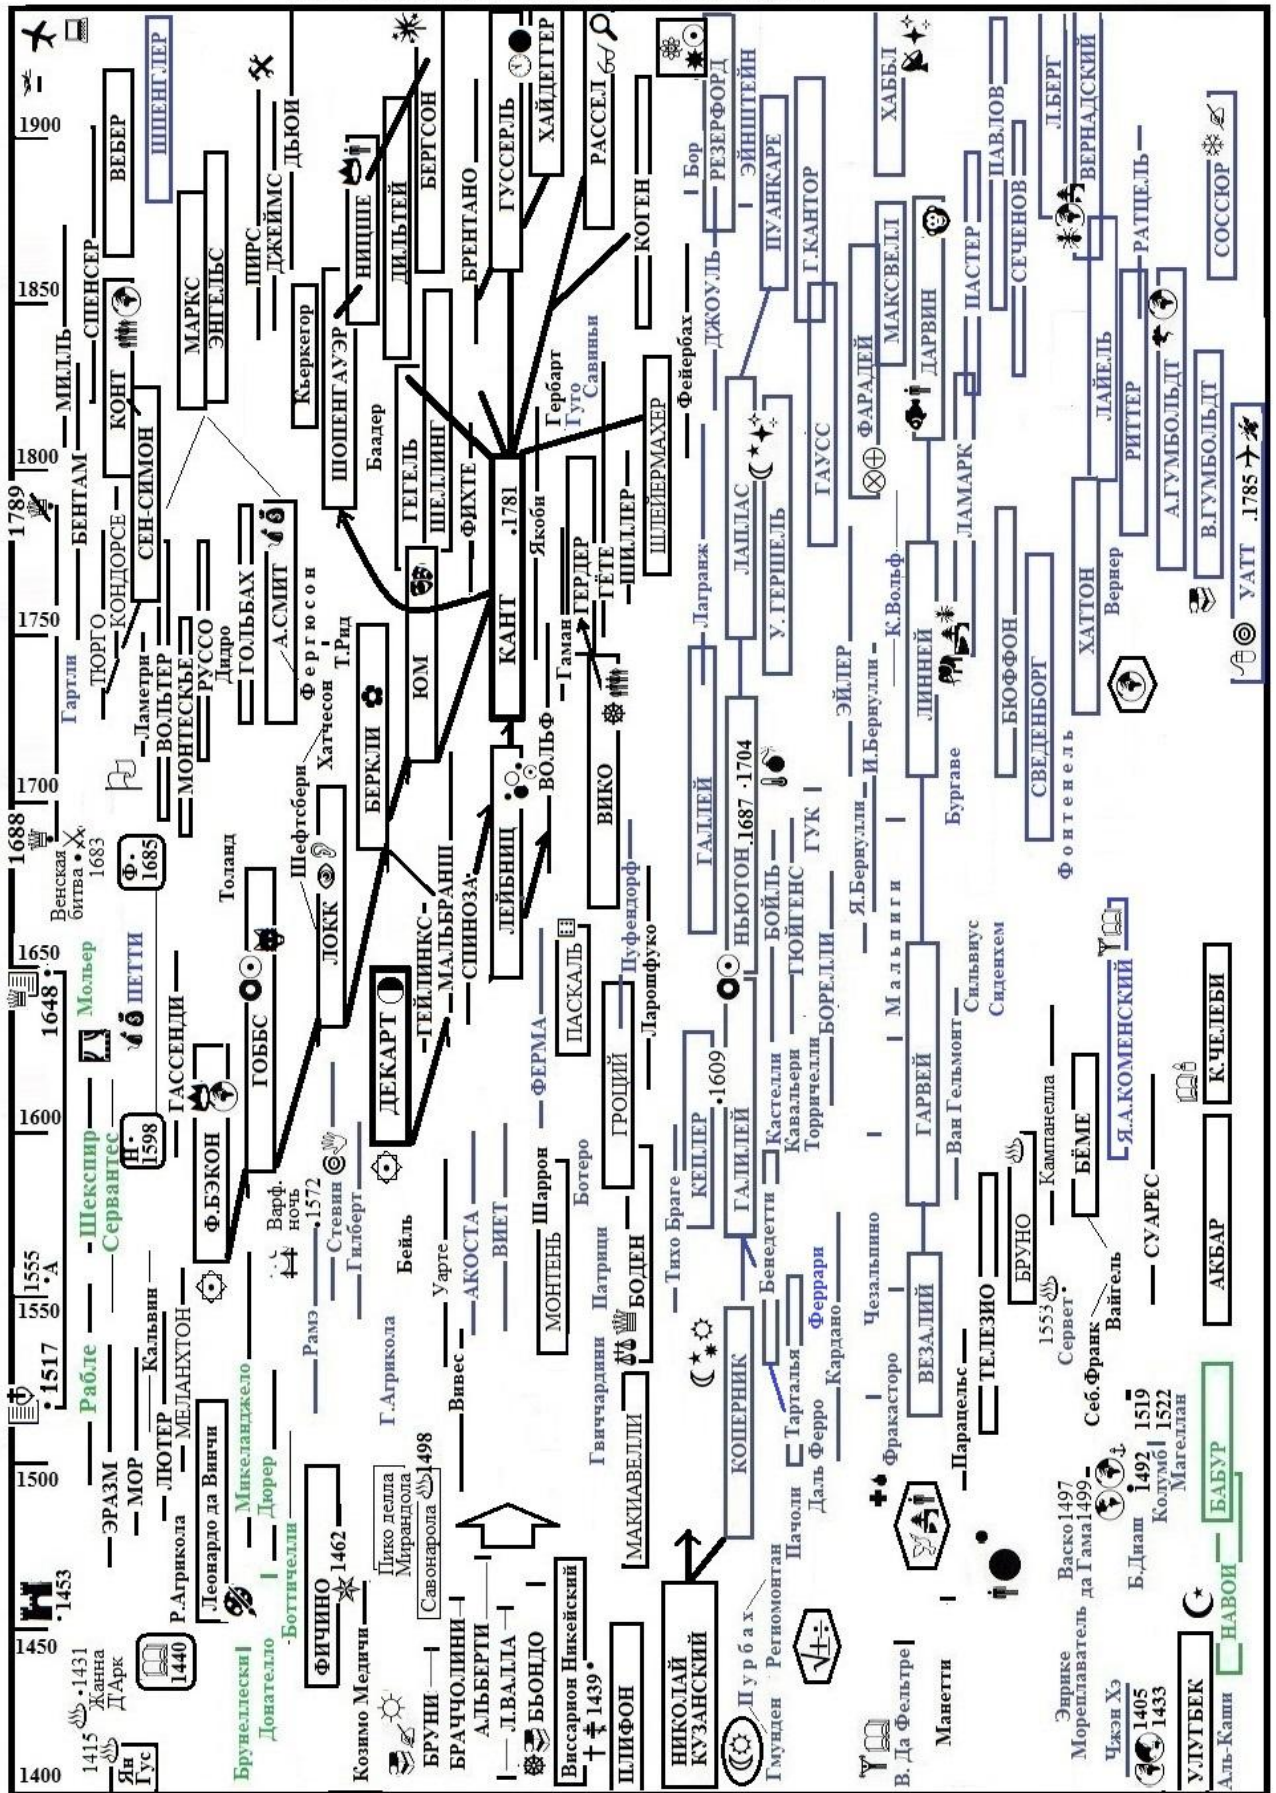 1400
1450
1500
1550
1600
1650
1700
1750
1800
1850
1900
•1453
•1517
1555
•А
1648•
1688
1789
1415
Ян
Гус
•1431
Жанна
Д'Арк
1440
ЭРАЗМ
МОР
ЛЮТЕР
Р.Агрикола
МЕЛАНХТОН
Кальвин
Рабле
Шекспир
Сервантес
Н•
1598
Мольер
ПЕТТИ
Венская
битва •
1683
Ф•
1685
Гартли
БЕНТАМ
МИЛЛЬ
СПЕНСЕР
ТЮРГО
КОНДОРСЕ
СЕН-СИМОН
КОНТ
ВЕБЕР
ШПЕНГЛЕР
Ламетри
ВОЛЬТЕР
МОНТЕСКЬЕ
РУССО
Дидро
ГОЛЬБАХ
А.СМИТ
Фергюсон
Т.Рид
Хатчесон
Шефтсбери
МАРКС
ЭНГЕЛЬС
ПИРС
ДЖЕЙМС
ДЬЮИ
Леонардо да Винчи
Микеланджело
Дюрер
Боттичелли
Брунеллески
Донателло
ФИЧИНО
1462
Козимо Медичи
ГАССЕНДИ
Ф.БЭКОН
ГОББС
Толанд
ЛОКК
БЕРКЛИ
ЮМ
Варф.
ночь
•1572
Рамэ
Стевин
Гилберт
Г.Агрикола
Бейль
ДЕКАРТ
ГЕЙЛИНКС
МАЛЬБРАНШ
СПИНОЗА
ЛЕЙБНИЦ
ВОЛЬФ
КАНТ
.1781
Кьеркегор
ШОПЕНГАУЭР
НИЦШЕ
Баадер
ДИЛЬТЕЙ
БЕРГСОН
ГЕГЕЛЬ
ШЕЛЛИНГ
ФИХТЕ
БРЕНТАНО
ГУССЕРЛЬ
ХАЙДЕГГЕР
РАССЕЛ
КОГЕН
Якоби
Гербарт
Гуго
Савиньи
Гаман
ГЕРДЕР
ГЁТЕ
ШИЛЛЕР
ШЛЕЙЕРМАХЕР
Фейербах
Пико делла
Мирандола
Савонарола
1498
БРУНИ
БРАЧЧОЛИНИ
АЛЬБЕРТИ
Л.ВАЛЛА
БЬОНДО
Виссарион Никейский
1439•
ПЛИФОН
Вивес
Уарте
АКОСТА
ВИЕТ
МОНТЕНЬ
Шаррон
Ботеро
Гвиччардини
Патрици
МАКИАВЕЛЛИ
БОДЕН
ГРОЦИЙ
ФЕРМА
ПАСКАЛЬ
Пуфендорф
Ларошфуко
ВИКО
НИКОЛАЙ
КУЗАНСКИЙ
КОПЕРНИК
Тихо Браге
КЕПЛЕР
•1609
ГАЛИЛЕЙ
ГАЛЛЕЙ
НЬЮТОН
.1687
•1704
Лагранж
ЛАПЛАС
У. ГЕРШЕЛЬ
ДЖОУЛЬ
Бор
РЕЗЕРФОРД
ЭЙНШТЕЙН
ПУАНКАРЕ
Г.КАНТОР
ГАУСС
Гмунден
Пурбах
Региомонтан
Пачоли
Тарталья
Даль Ферро
Феррари
Кардано
Бенедетти
Кастелли
Кавальери
Торричелли
БОЙЛЬ
ГЮЙГЕНС
БОРЕЛЛИ
ГУК
Я.Бернулли
И.Бернулли
ЭЙЛЕР
ФАРАДЕЙ
МАКСВЕЛЛ
ХАББЛ
В. Да Фельтре
Манетти
Фракасторо
Чезальпино
ВЕЗАЛИЙ
ГАРВЕЙ
Мальпиги
К.Вольф
ЛИННЕЙ
ДАРВИН
ЛАМАРК
ПАСТЕР
ПАВЛОВ
СЕЧЕНОВ
Парацельс
Ван Гельмонт
Сильвиус
Сиденхем
Бургаве
ТЕЛЕЗИО
БРУНО
1553
Сервет•
Кампанелла
БЁМЕ
Себ.Франк
Вайгель
БЮФФОН
СВЕДЕНБОРГ
Фонтенель
ХАТТОН
Вернер
ЛАЙЕЛЬ
РИТТЕР
РАТЦЕЛЬ
Л.БЕРГ
ВЕРНАДСКИЙ
А.ГУМБОЛЬДТ
В.ГУМБОЛЬДТ
СОССЮР
УАТТ
.1785
Энрике
Мореплаватель
Васко
да Гама
1497
1499
Чжэн Хэ
1405
1433
Б.Диаш
1492
Колумб
1519
1522
Магеллан
СУАРЕС
Я.А.КОМЕНСКИЙ
УЛУГБЕК
Аль-Каши
НАВОИ
БАБУР
АКБАР
К.ЧЕЛЕБИ